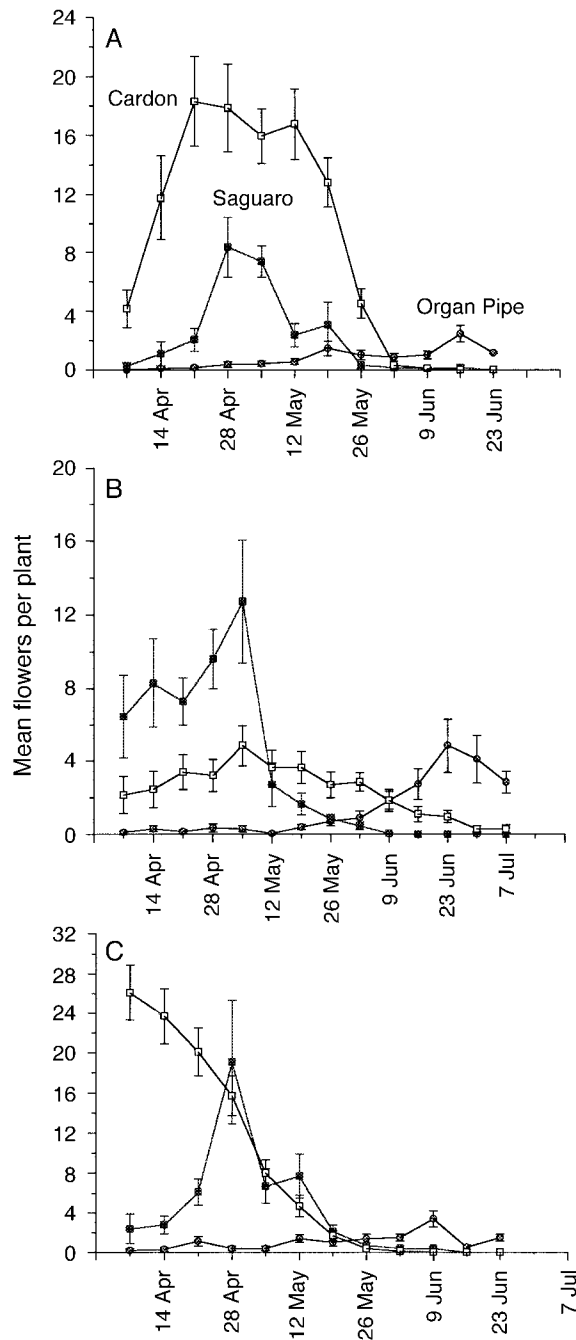 24
A
20
Cardon
16
12
Saguaro
8
Organ Pipe
4
0
14 Apr
28 Apr
12 May
26 May
9 Jun
23 Jun
Mean flowers per plant
20
B
16
12
8
4
0
14 Apr
28 Apr
12 May
26 May
9 Jun
23 Jun
7 Jul
32
C
28
24
20
16
12
8
4
0
14 Apr
28 Apr
12 May
26 May
9 Jun
23 Jun
7 Jul